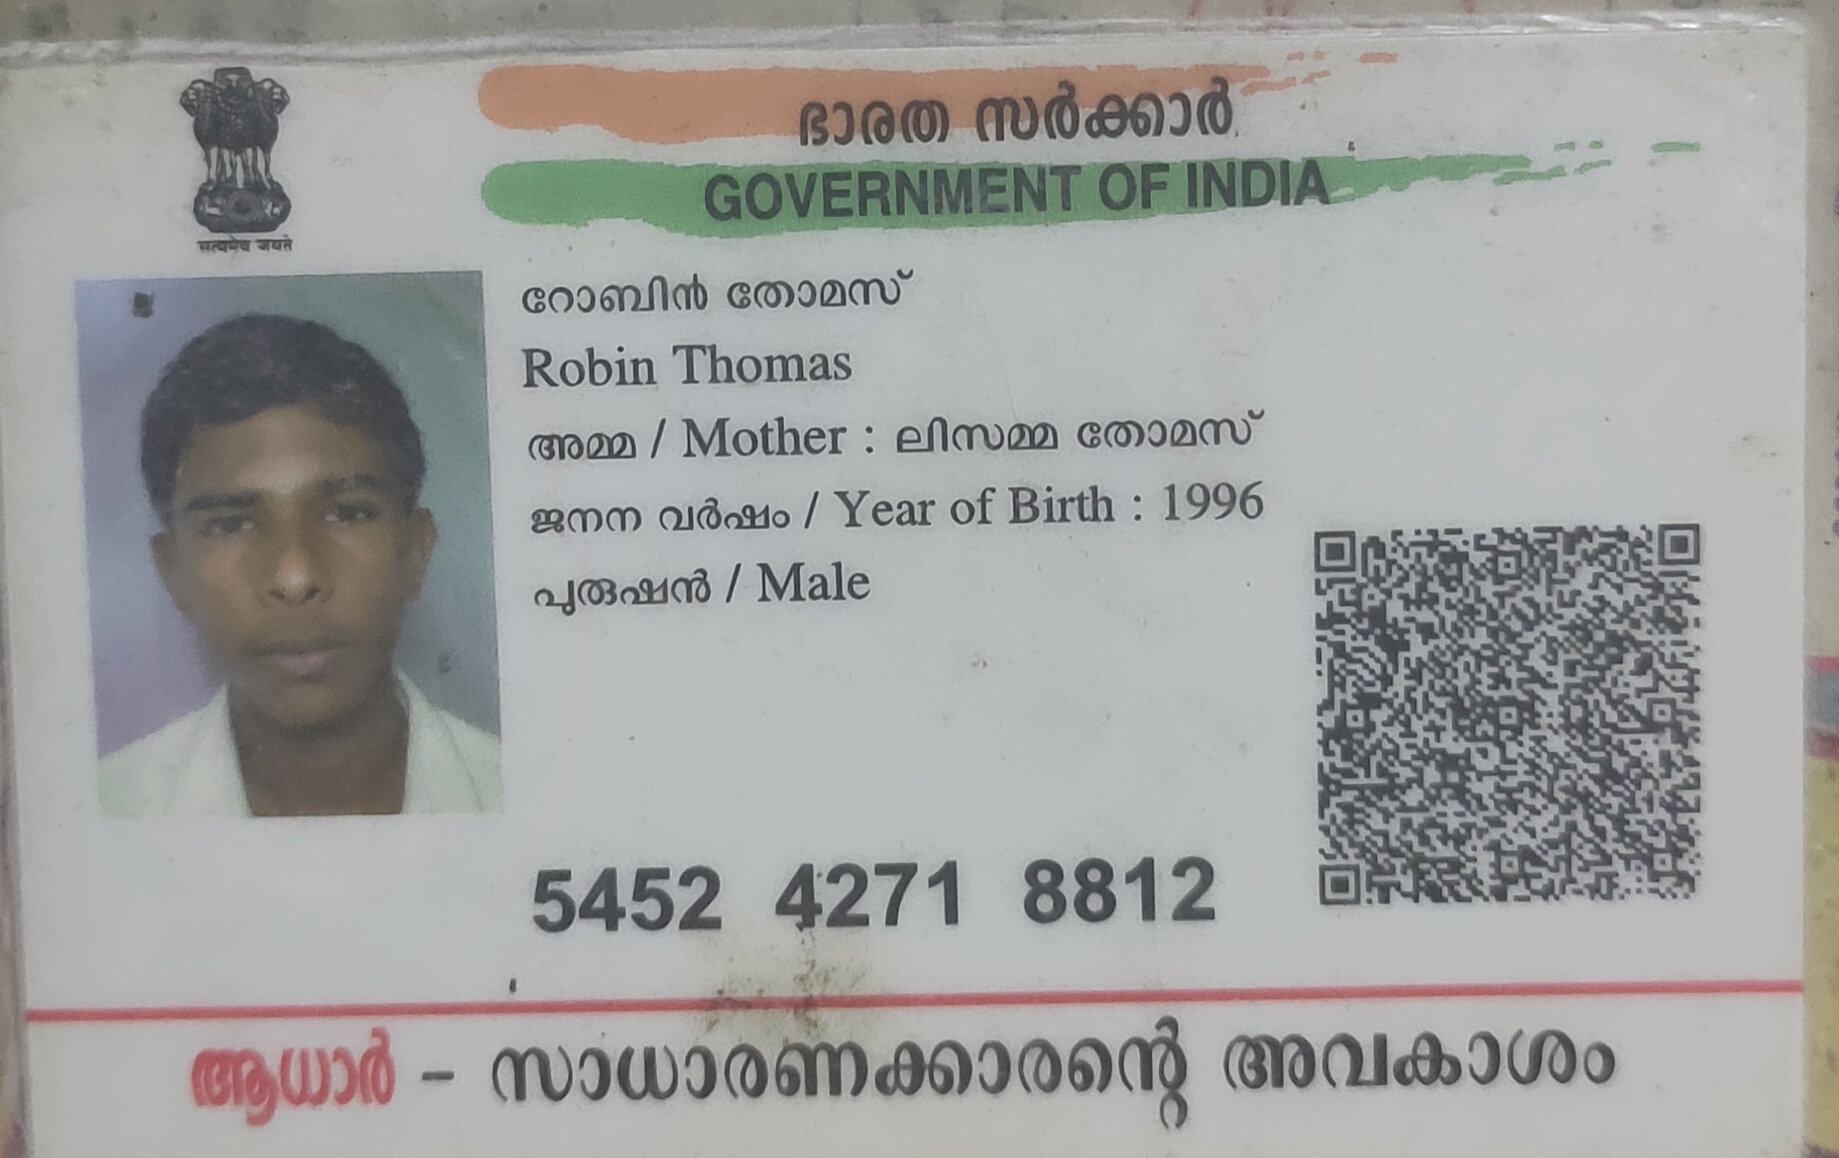 सत्यमेव जयते
ഭാരത സർക്കാർ
GOVERNMENT OF INDIA
റോബിൻ തോമസ്
Robin Thomas
അമ്മ / Mother : ലിസമ്മ തോമസ്
ജനന വർഷം / Year of Birth : 1996
പുരുഷൻ / Male
5452 4271 8812
ആധാർ - സാധാരണക്കാരന്റെ അവകാശം